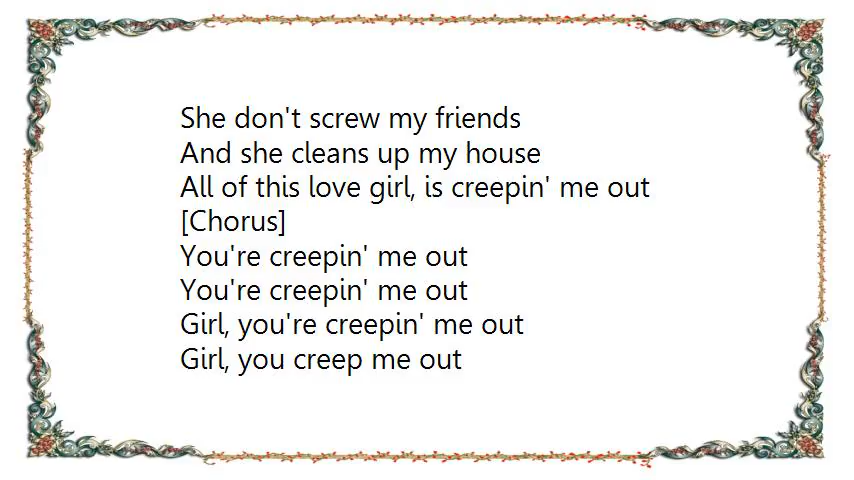 She don't screw my friends
And she cleans up my house
All of this love girl, is creepin' me out
[Chorus]
You're creepin' me out
You're creepin' me out
Girl, you're creepin' me out
Girl, you creep me out